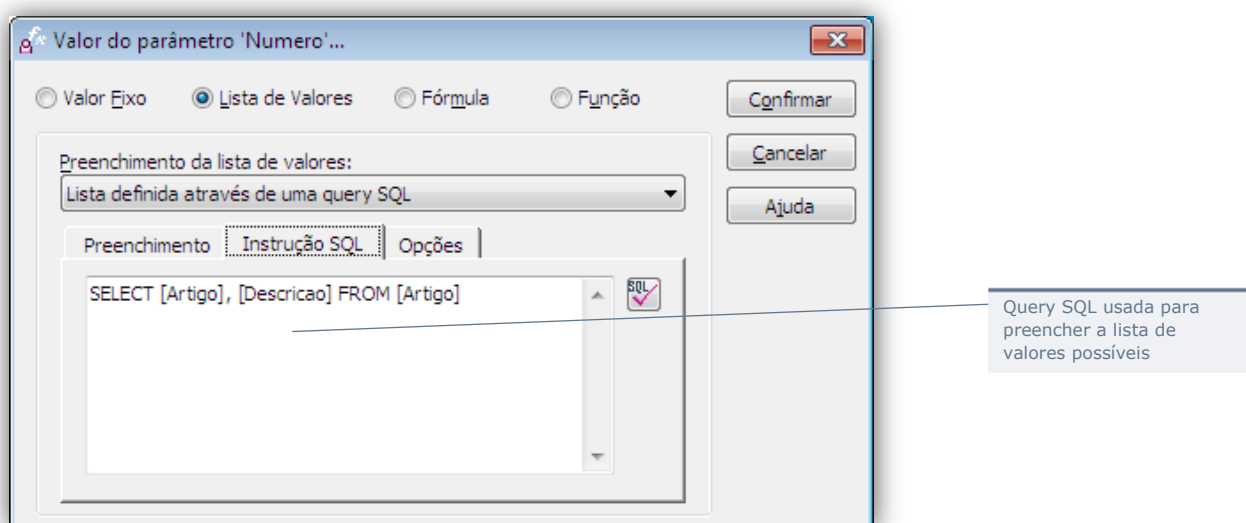 Valor do parâmetro 'Numero'...
Valor Fixo Lista de Valores Fórmula Função
Confirmar
Preenchimento da lista de valores:
Cancelar
Lista definida através de uma query SQL
Ajuda
Preenchimento Instrução SQL Opções
SELECT [Artigo], [Descricao] FROM [Artigo]
SQL
Query SQL usada para
preencher a lista de
valores possíveis